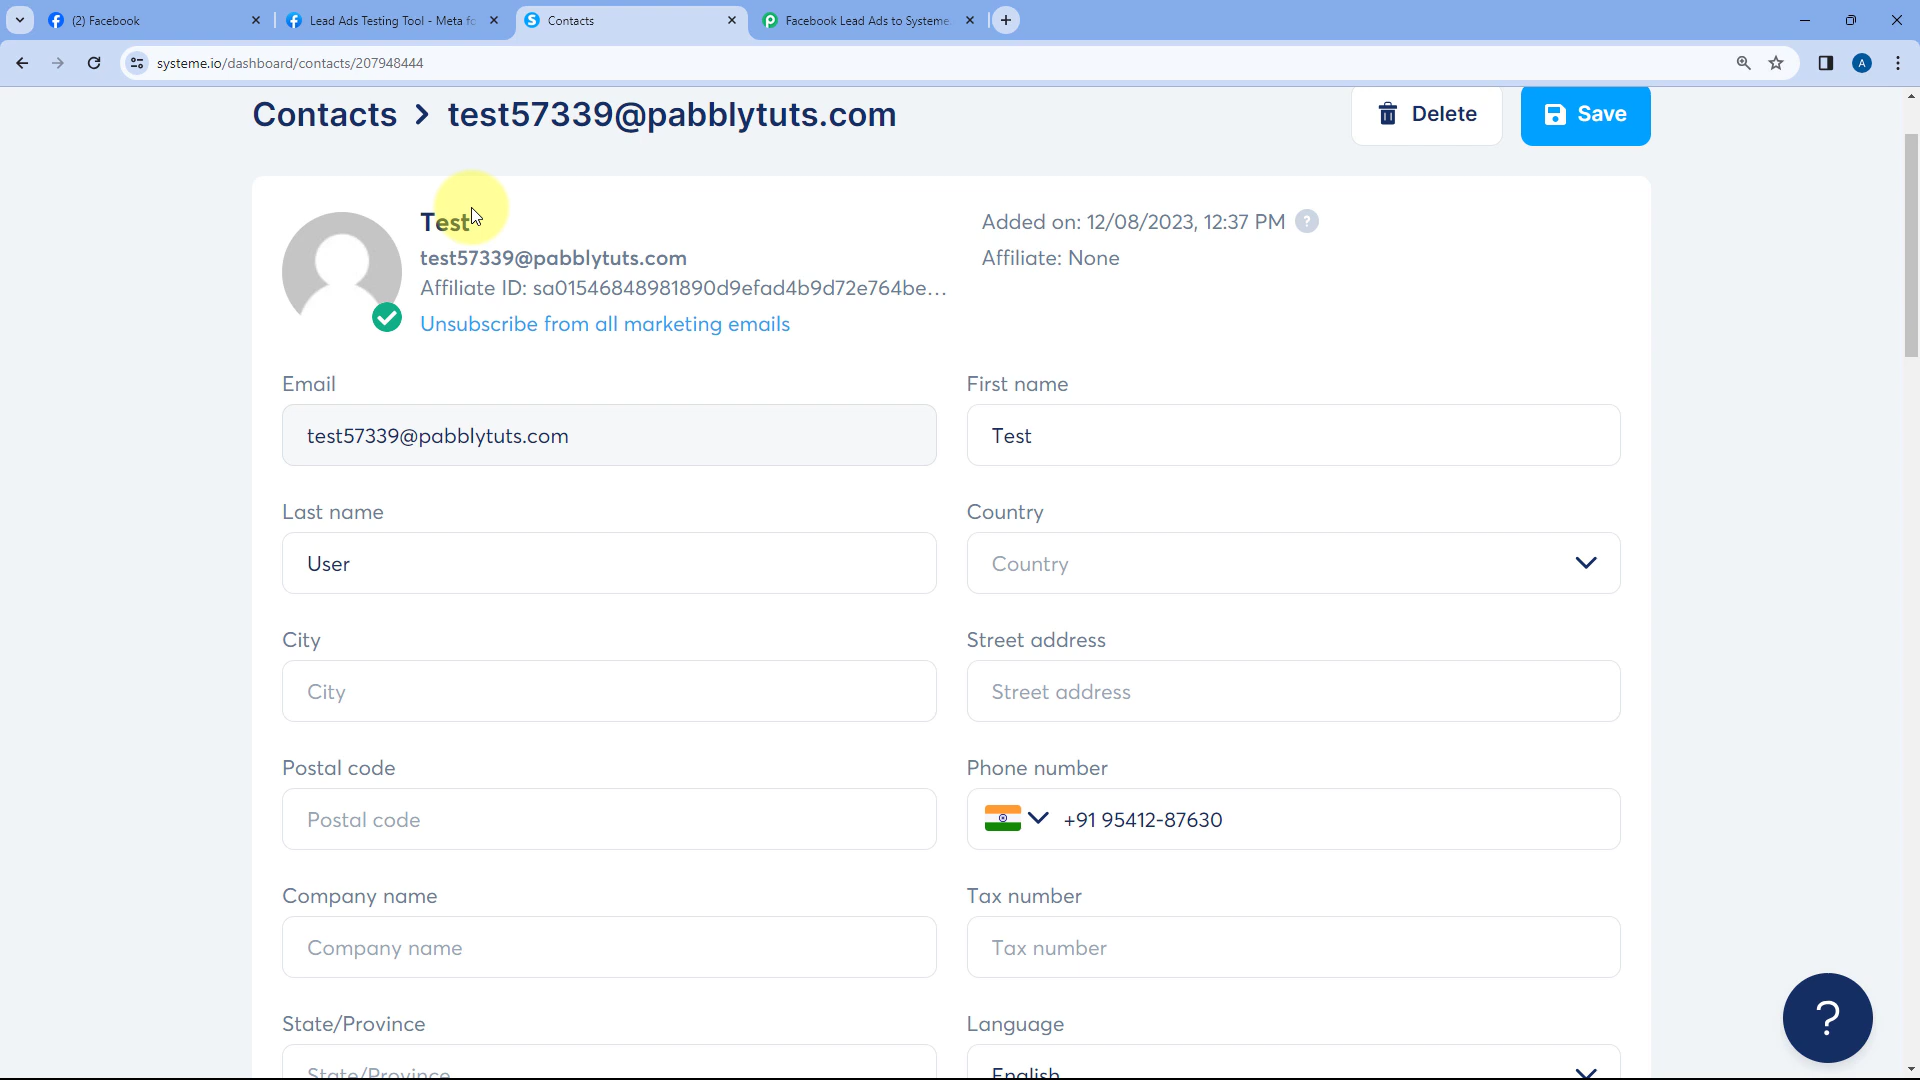 (2) Facebook
Lead Ads Testing Tool - Meta fo
Contacts
Facebook Lead Ads to Systeme
systeme.io/dashboard/contacts/207948444
A
Contacts > test57339@pabblytuts.com
Delete
Save
Test
Added on: 12/08/2023, 12:37 PM ?
test57339@pabblytuts.com
Affiliate: None
Affiliate ID: sa01546848981890d9efad4b9d72e764be...
Unsubscribe from all marketing emails
Email
First name
test57339@pabblytuts.com
Test
Last name
Country
User
Country
City
Street address
City
Street address
Postal code
Phone number
Postal code
+91 95412-87630
Company name
Tax number
Company name
Tax number
State/Province
Language
State/Province
English
?